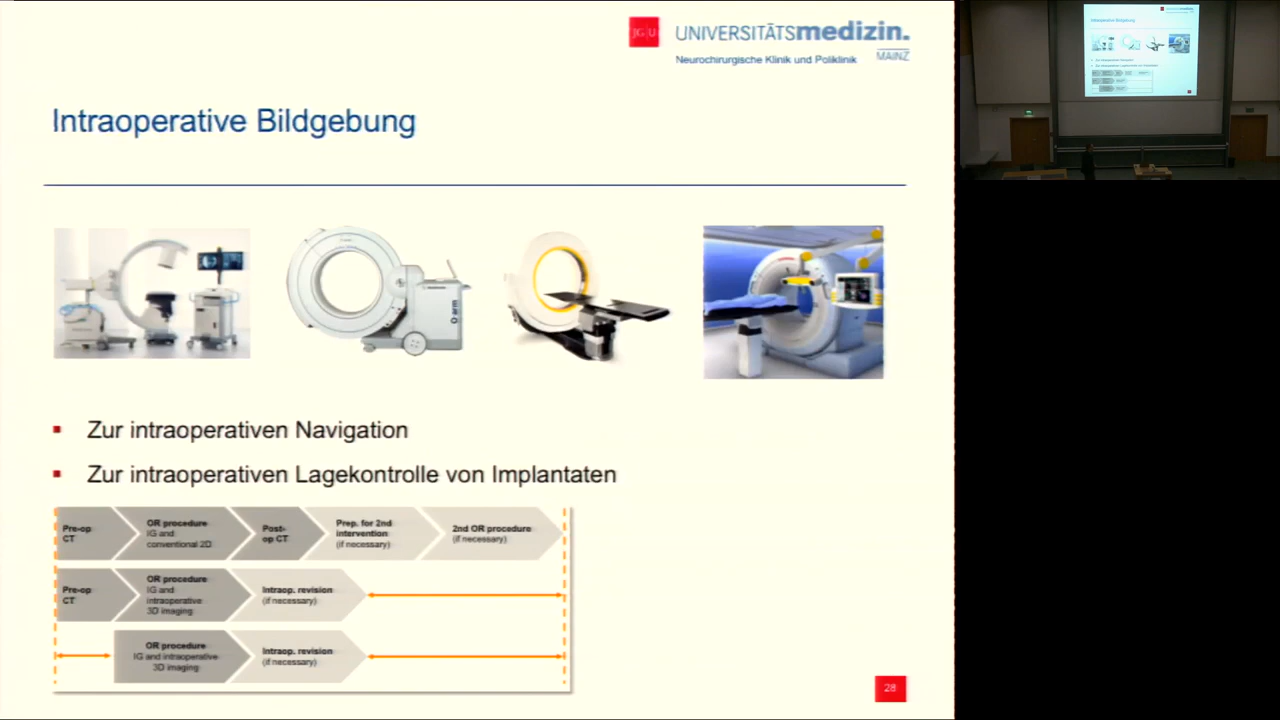 JG|U UNIVERSITÄTSmedizin.
MAINZ
Neurochirurgische Klinik und Poliklinik
Intraoperative Bildgebung
O-arm
Zur intraoperativen Navigation
Zur intraoperativen Lagekontrolle von Implantaten
Pre-op
CT
OR procedure
IG and
conventional 2D
Post-
op CT
Prep. for 2nd
intervention
(if necessary)
2nd OR procedure
(if necessary)
Pre-op
CT
OR procedure
IG and
intraoperative
3D imaging
Intraop. revision
(if necessary)
OR procedure
IG and intraoperative
3D imaging
Intraop. revision
(if necessary)
28